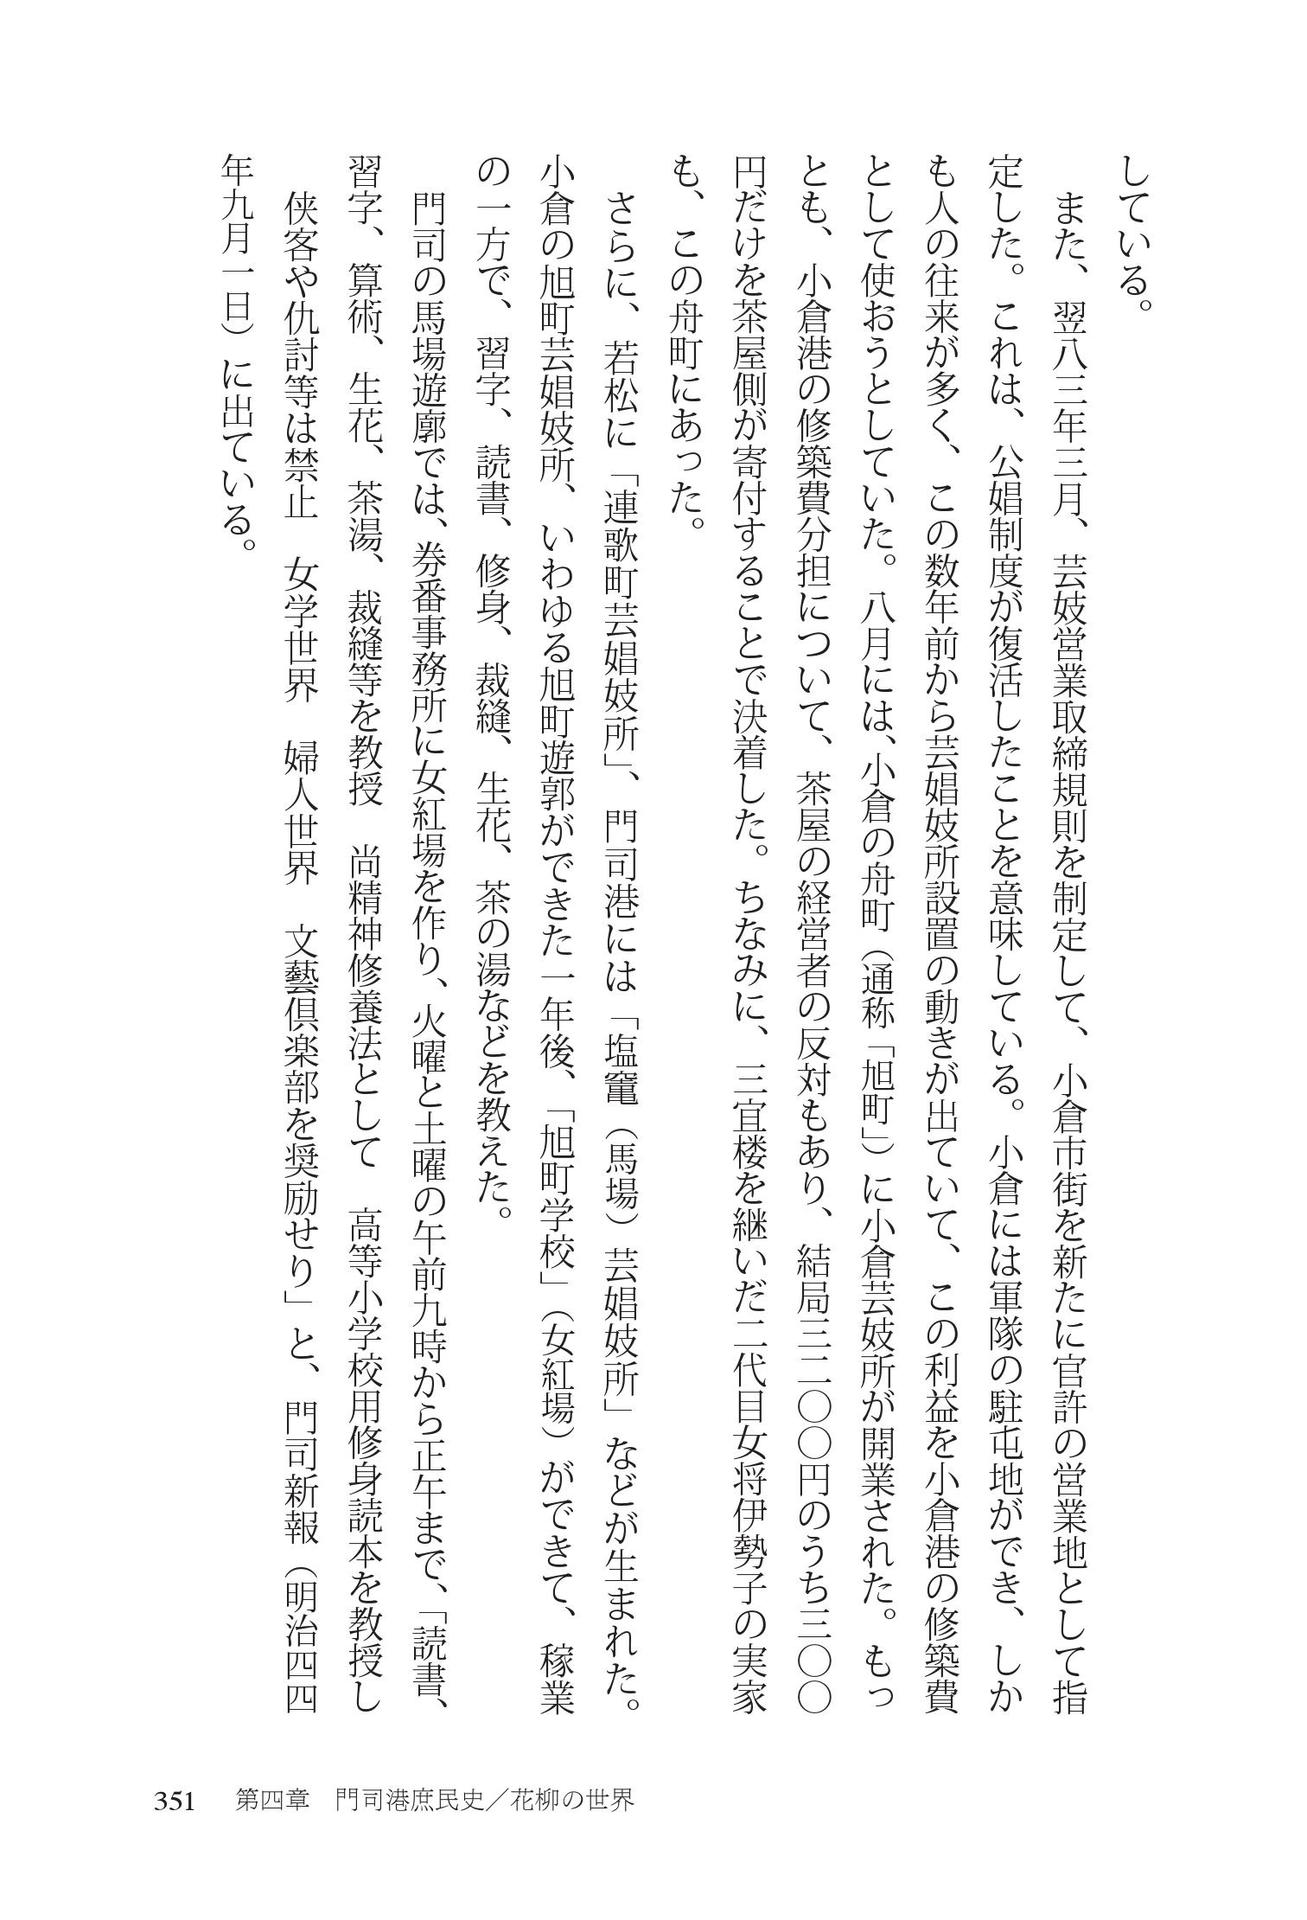 している。
　また、翌八三年三月、芸妓営業取締規則を制定して、小倉市街を新たに官許の営業地として指
定した。これは、公娼制度が復活したことを意味している。小倉には軍隊の駐屯地ができ、しか
も人の往来が多く、この数年前から芸娼妓所設置の動きが出ていて、この利益を小倉港の修築費
として使おうとしていた。八月には、小倉の舟町（通称「旭町」）に小倉芸妓所が開業された。もっ
とも、小倉港の修築費分担について、茶屋の経営者の反対もあり、結局三二〇〇円のうち三〇〇
円だけを茶屋側が寄付することで決着した。ちなみに、三宜楼を継いだ二代目女将伊勢子の実家
も、この舟町にあった。
　さらに、若松に「連歌町芸娼妓所」、門司港には「塩竃（馬場）芸娼妓所」などが生まれた。
小倉の旭町芸娼妓所、いわゆる旭町遊郭ができた一年後、「旭町学校」（女紅場）ができて、稼業
の一方で、習字、読書、修身、裁縫、生花、茶の湯などを教えた。
　門司の馬場遊廓では、券番事務所に女紅場を作り、火曜と土曜の午前九時から正午まで、「読書、
習字、算術、生花、茶湯、裁縫等を教授　尚精神修養法として　高等小学校用修身読本を教授し
　侠客や仇討等は禁止　女学世界　婦人世界　文藝倶楽部を奨励せり」と、門司新報（明治四四
年九月一日）に出ている。
351　第四章　門司港庶民史／花柳の世界